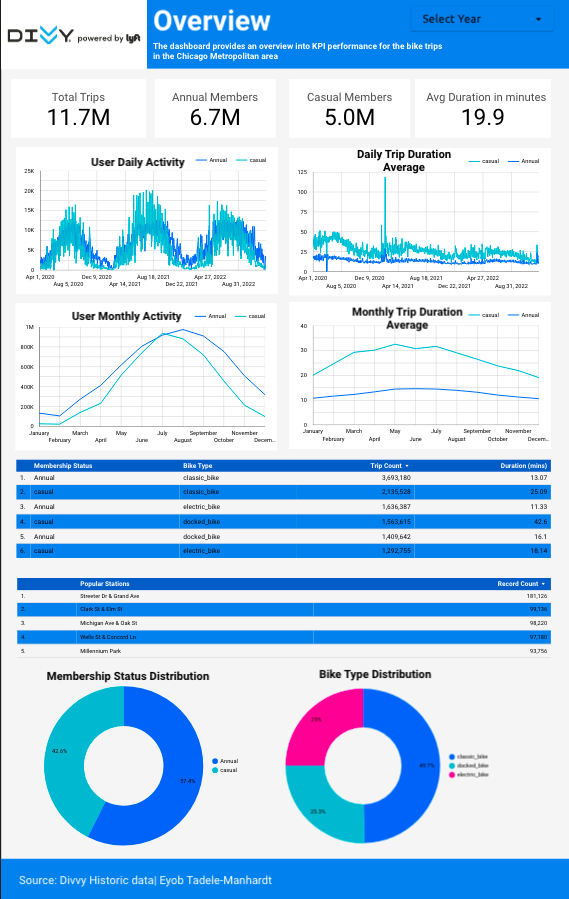 DIVVY powered by lyft
Overview
The dashboard provides an overview into KPI performance for the bike trips
in the Chicago Metropolitan area
Select Year
Total Trips
11.7M
Annual Members
6.7M
Casual Members
5.0M
Avg Duration in minutes
19.9
User Daily Activity
Annual casual
25K
20K
15K
10K
5K
0
Apr 1, 2020 Dec 9, 2020 Aug 18, 2021 Apr 27, 2022
Aug 5, 2020 Apr 14, 2021 Dec 22, 2021 Aug 31, 2022
Daily Trip Duration
Average
casual Annual
125
100
75
50
25
0
Apr 1, 2020 Dec 9, 2020 Aug 18, 2021 Apr 27, 2022
Aug 5, 2020 Apr 14, 2021 Dec 22, 2021 Aug 31, 2022
User Monthly Activity
Annual casual
1M
800K
600K
400K
200K
0
January March May July September November
February April June August October Decem...
Monthly Trip Duration
Average
casual Annual
40
30
20
10
0
January March May July September November
February April June August October Decem...
Membership Status Bike Type Trip Count Duration (mins)
1. Annual classic_bike 3,693,180 13.07
2. casual classic_bike 2,135,528 25.09
3. Annual electric_bike 1,636,387 11.33
4. casual docked_bike 1,563,615 42.6
5. Annual docked_bike 1,409,642 16.1
6. casual electric_bike 1,292,755 18.14
Popular Stations Record Count
1. Streeter Dr & Grand Ave 181,126
2. Clark St & Elm St 99,136
3. Michigan Ave & Oak St 98,220
4. Wells St & Concord Ln 97,180
5. Millennium Park 93,756
Membership Status Distribution
42.6%
57.4%
Annual
casual
Bike Type Distribution
25%
49.7%
25.3%
classic_bike
docked_bike
electric_bike
Source: Divvy Historic data| Eyob Tadele-Manhardt